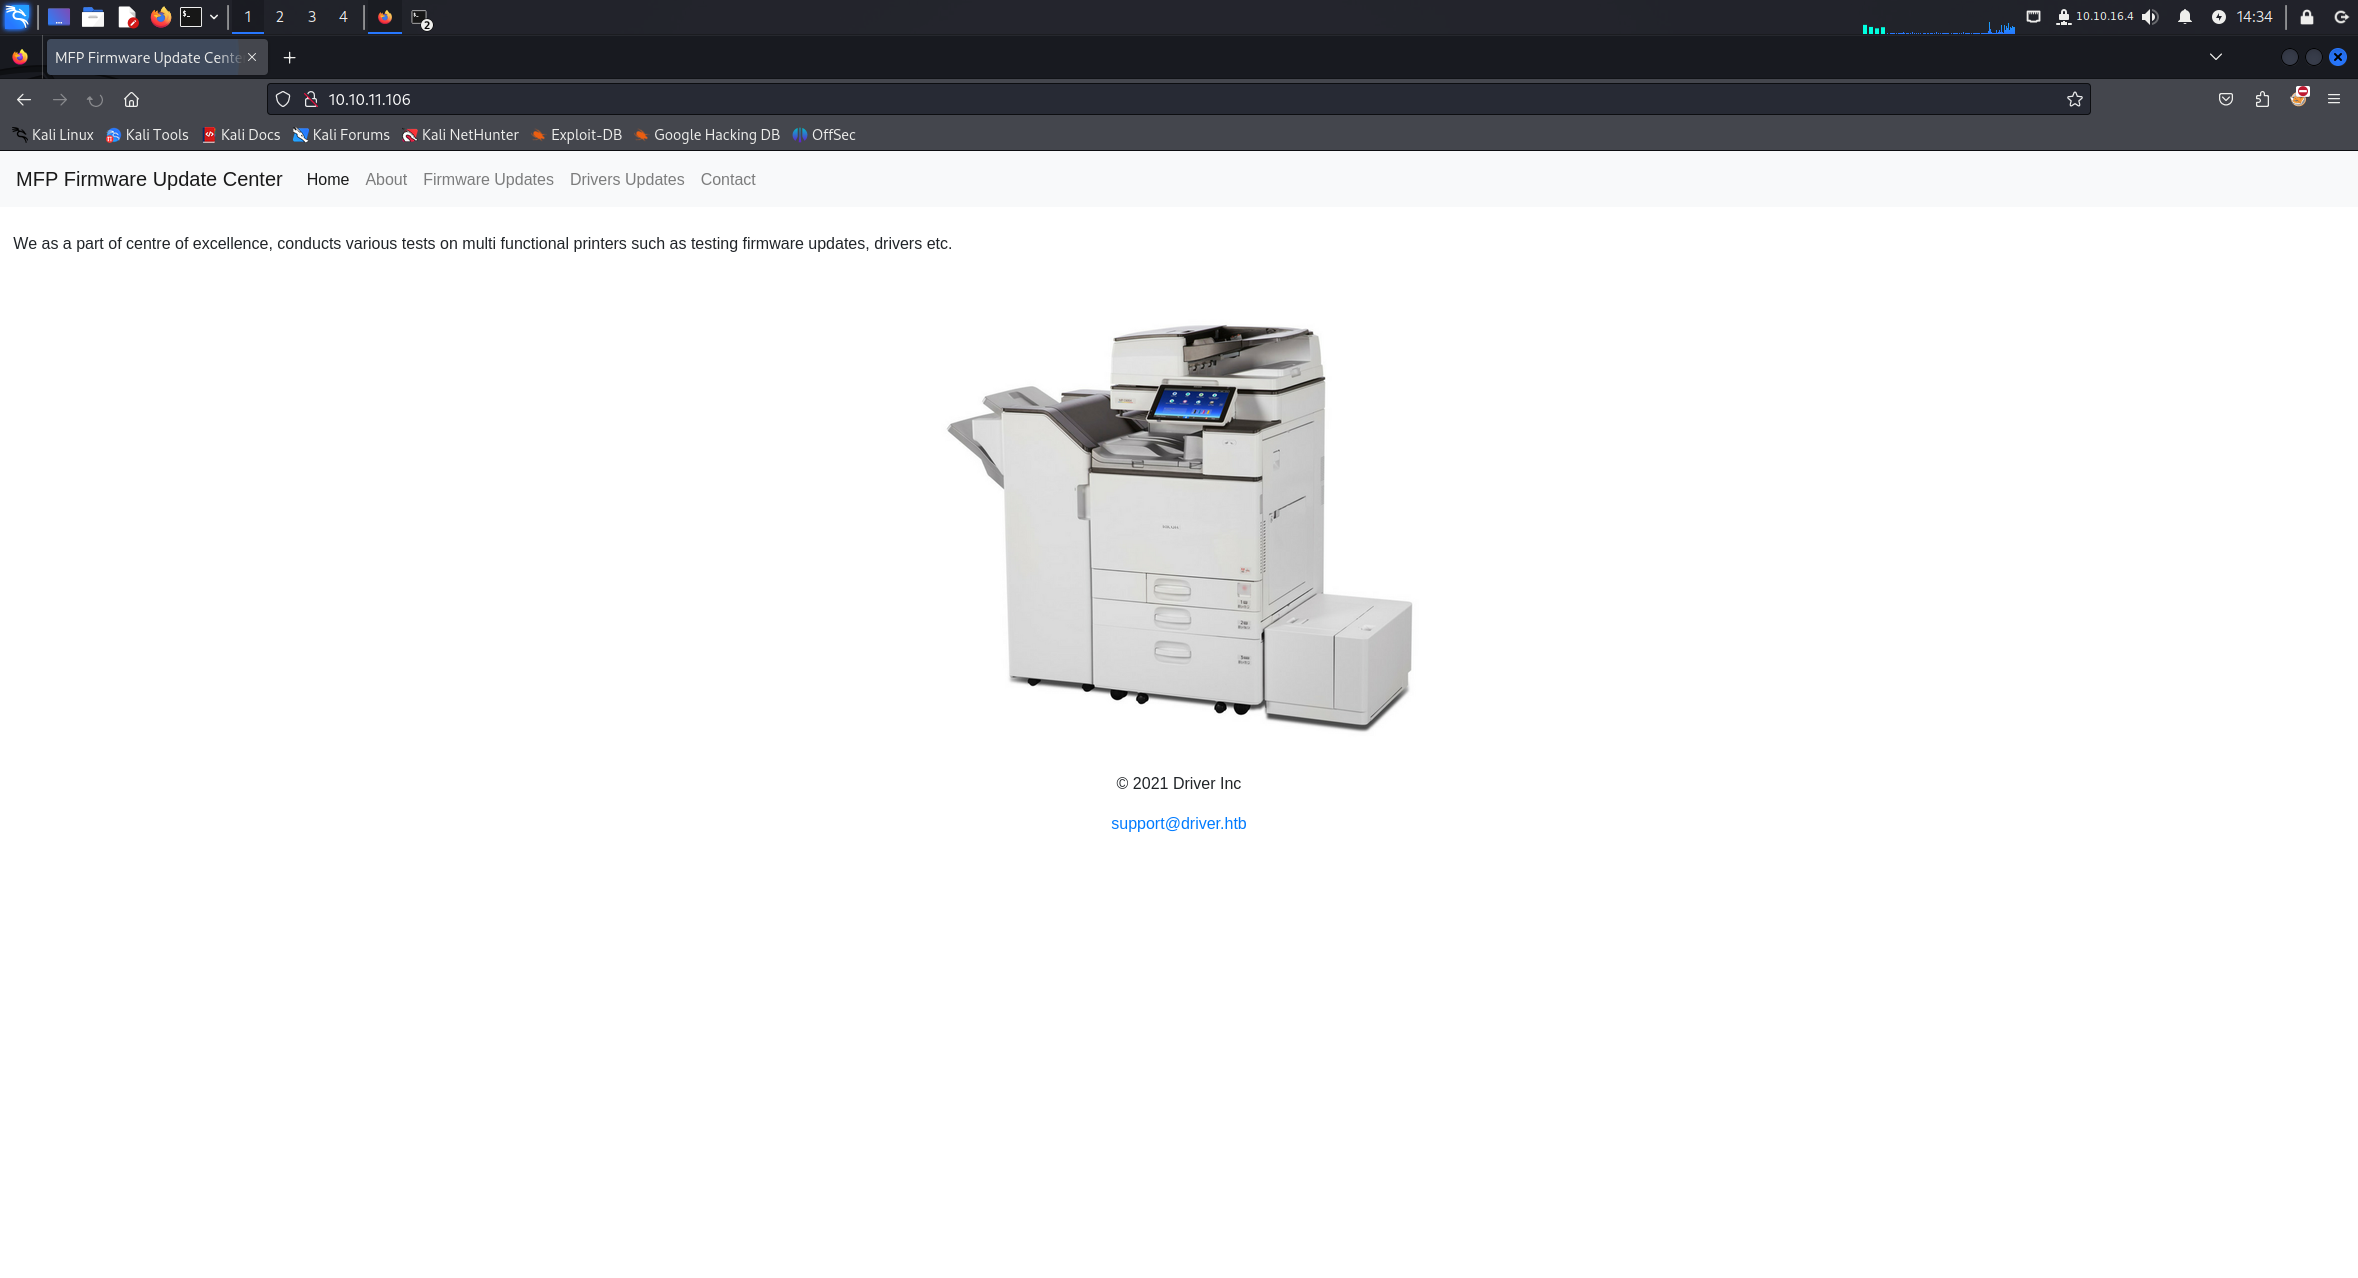 1 2 3 4 2 10.10.16.4 14:34
MFP Firmware Update Cente
10.10.11.106
Kali Linux Kali Tools Kali Docs Kali Forums Kali NetHunter Exploit-DB Google Hacking DB OffSec
MFP Firmware Update Center Home About Firmware Updates Drivers Updates Contact
We as a part of centre of excellence, conducts various tests on multi functional printers such as testing firmware updates, drivers etc.
© 2021 Driver Inc
support@driver.htb